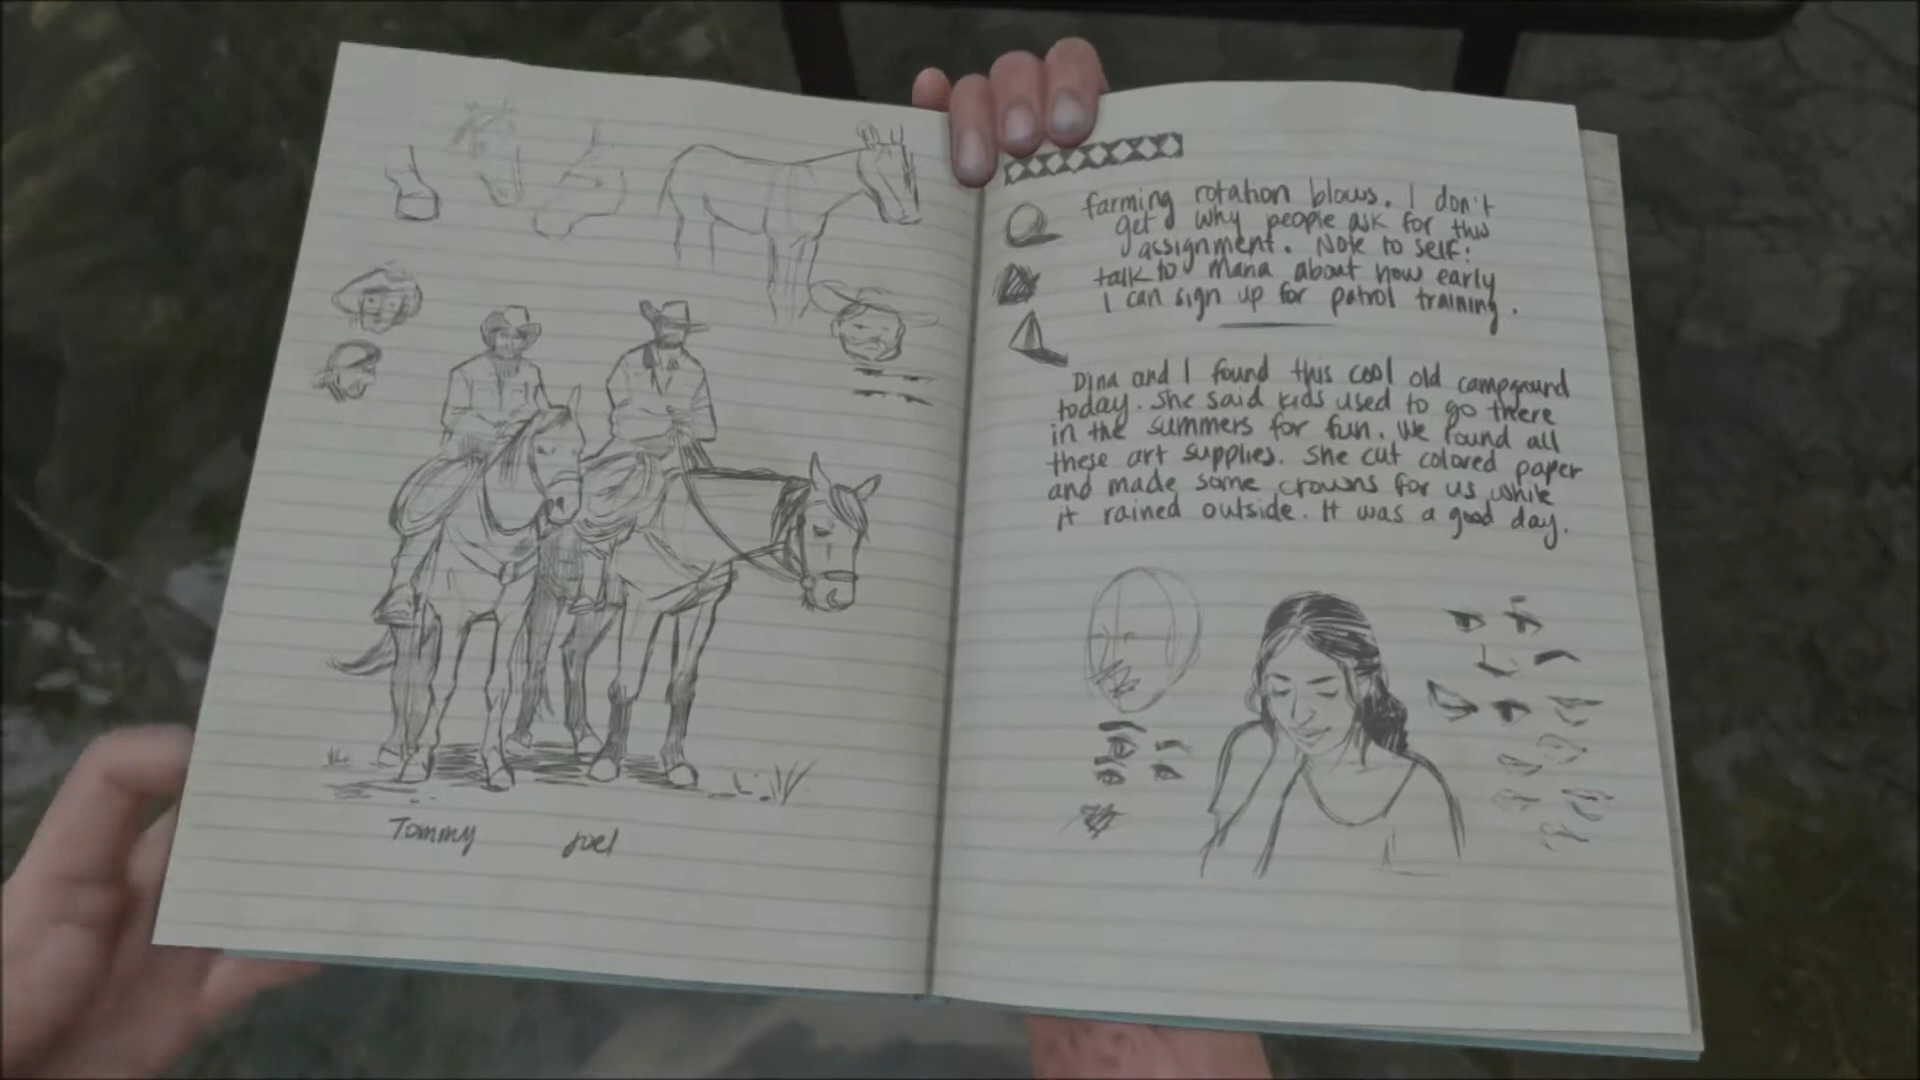 Tommy
Joel
farming rotation blows. I don't
get why people ask for this
assignment. Note to self:
talk to Maria about how early
I can sign up for patrol training.
Dina and I found this cool old campground
today. She said kids used to go there
in the summers for fun. We found all
these art supplies. She cut colored paper
and made some crowns for us while
it rained outside. It was a good day.